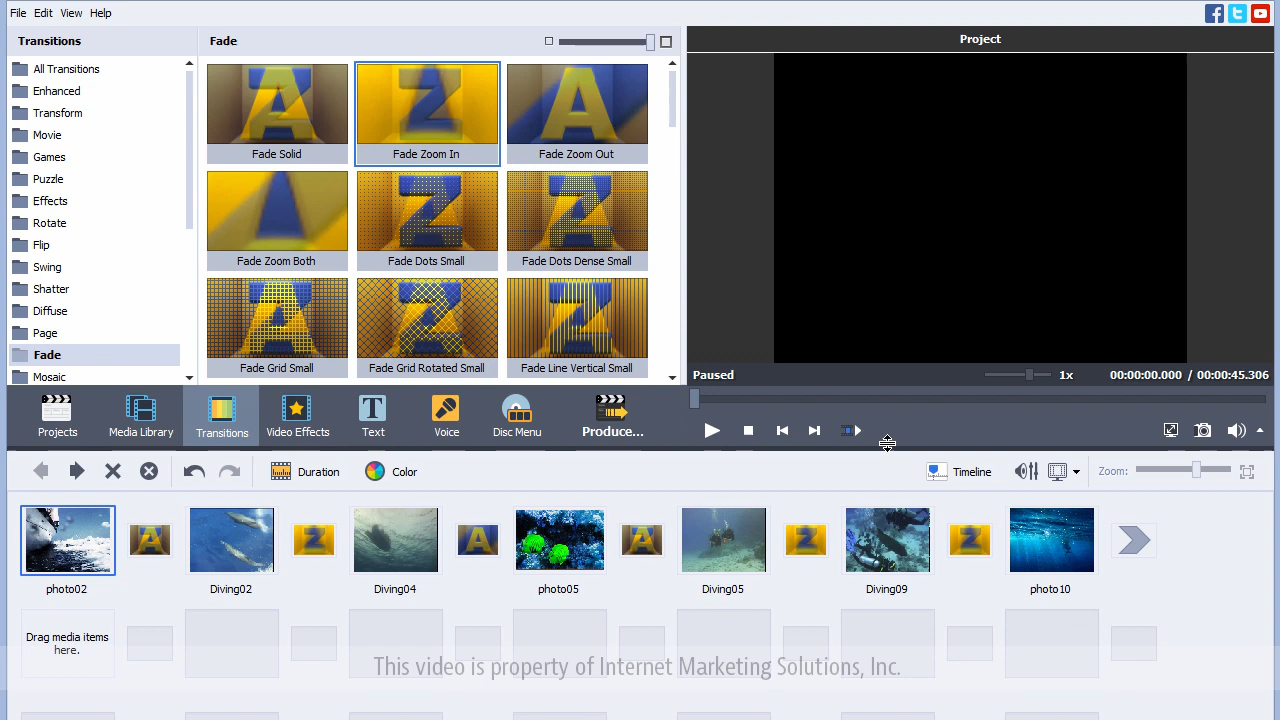 File Edit View Help
Transitions
Fade
Project
All Transitions
Enhanced
Transform
Movie
Games
Puzzle
Effects
Rotate
Flip
Swing
Shatter
Diffuse
Page
Fade
Mosaic
Fade Solid
Fade Zoom In
Fade Zoom Out
Fade Zoom Both
Fade Dots Small
Fade Dots Dense Small
Fade Grid Small
Fade Grid Rotated Small
Fade Line Vertical Small
Paused
1x
00:00:00.000 / 00:00:45.306
Projects
Media Library
Transitions
Video Effects
Text
Voice
Disc Menu
Produce...
Duration
Color
Timeline
Zoom:
photo02
Diving02
Diving04
photo05
Diving05
Diving09
photo10
Drag media items
here.
This video is property of Internet Marketing Solutions, Inc.